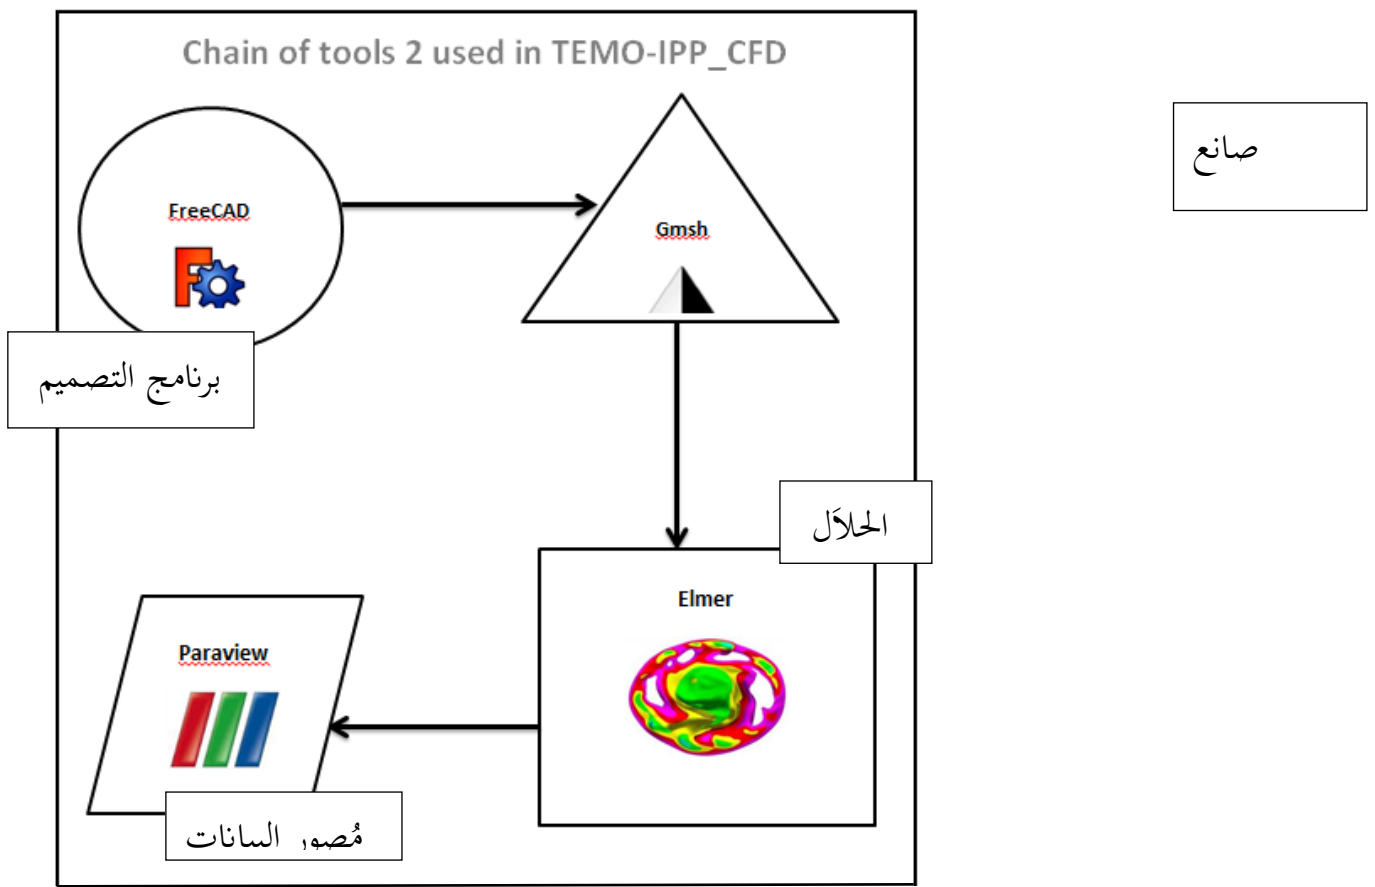 Chain of tools 2 used in TEMO-IPP_CFD
صانع
FreeCAD
Gmsh
برنامج التصميم
الحلاَل
Elmer
Paraview
مُصور البيانات